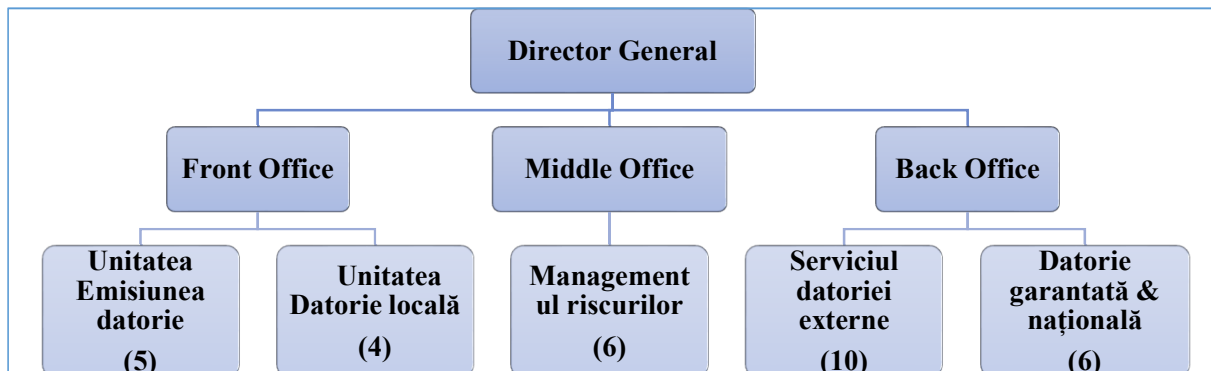 Director General
Front Office
Middle Office
Back Office
Unitatea
Emisiunea
datorie
(5)
Unitatea
Datorie locală
(4)
Management
ul riscurilor
(6)
Serviciul
datoriei
externe
(10)
Datorie
garantată &
națională
(6)